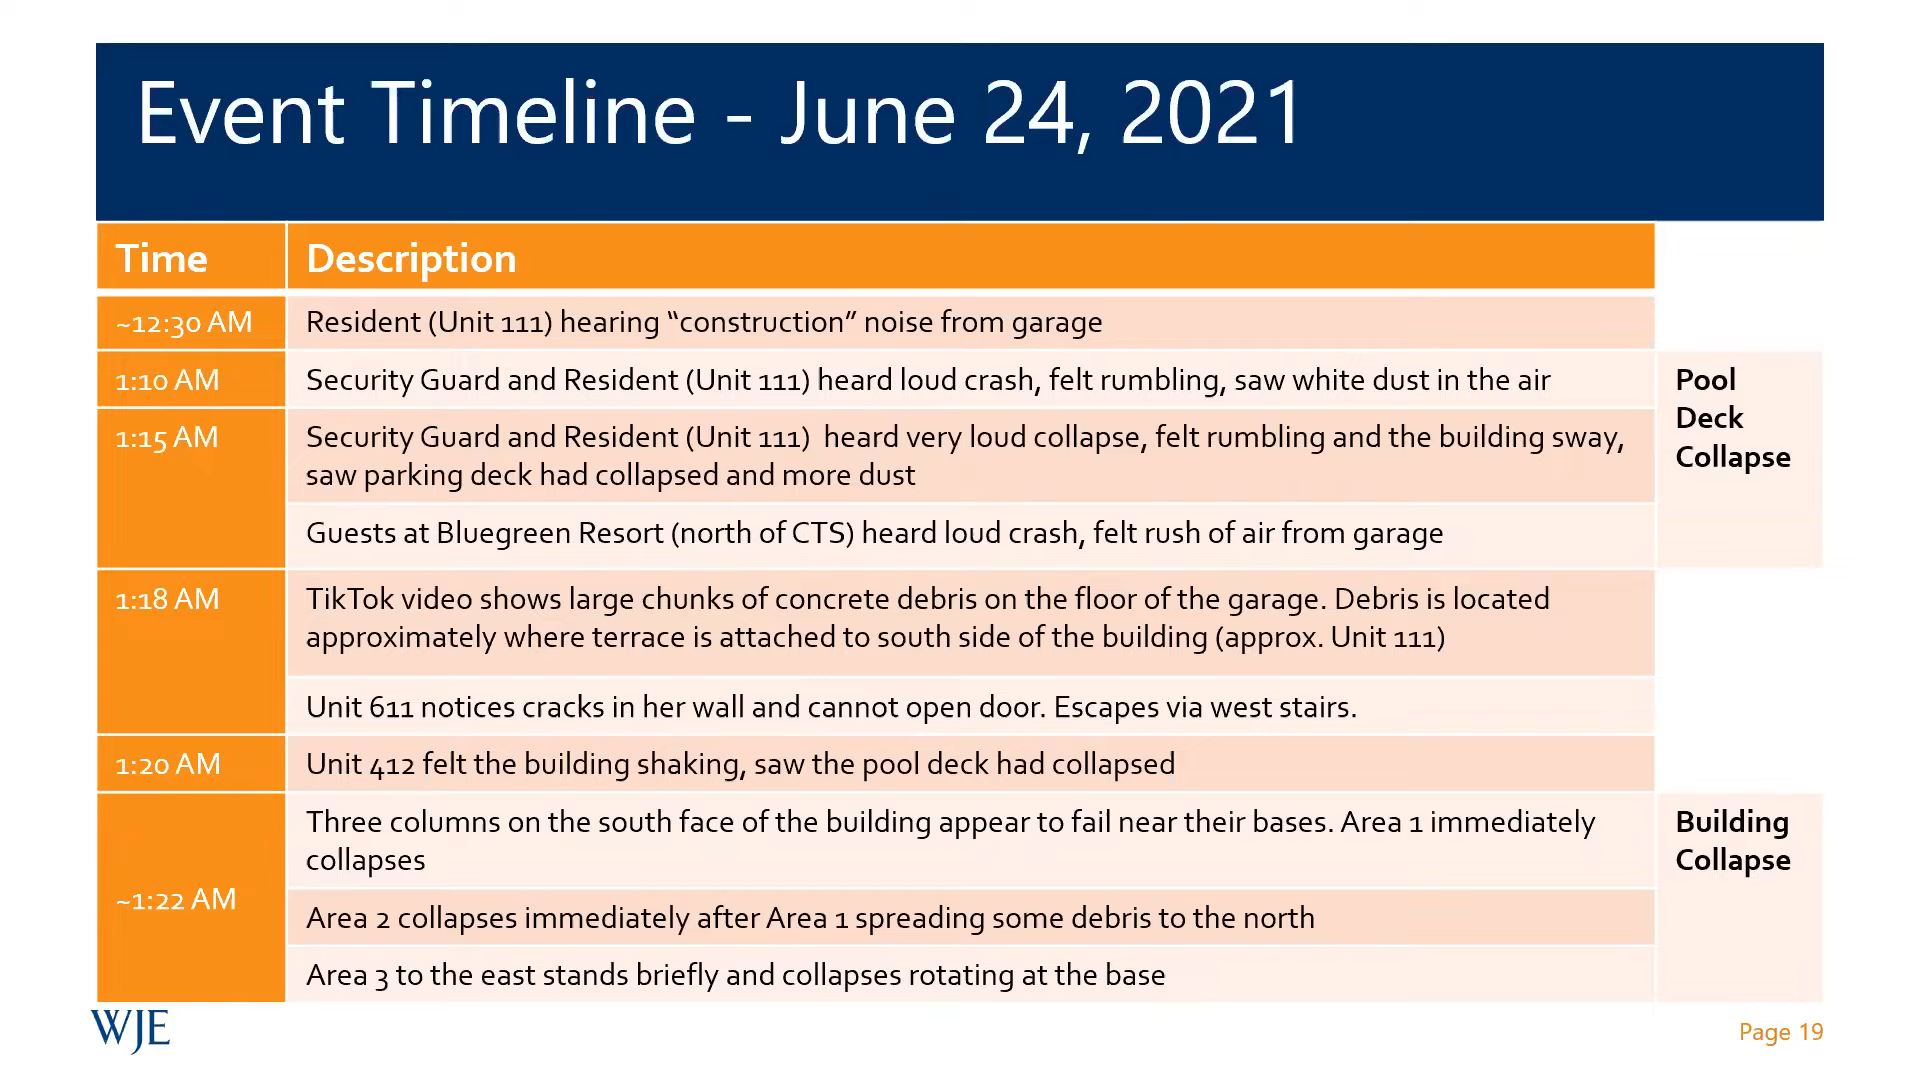 Event Timeline - June 24, 2021
Time
Description
~12:30 AM
Resident (Unit 111) hearing “construction” noise from garage
1:10 AM
Security Guard and Resident (Unit 111) heard loud crash, felt rumbling, saw white dust in the air
Pool
Deck
Collapse
1:15 AM
Security Guard and Resident (Unit 111)  heard very loud collapse, felt rumbling and the building sway,
saw parking deck had collapsed and more dust
Guests at Bluegreen Resort (north of CTS) heard loud crash, felt rush of air from garage
1:18 AM
TikTok video shows large chunks of concrete debris on the floor of the garage. Debris is located
approximately where terrace is attached to south side of the building (approx. Unit 111)
Unit 611 notices cracks in her wall and cannot open door. Escapes via west stairs.
1:20 AM
Unit 412 felt the building shaking, saw the pool deck had collapsed
~1:22 AM
Three columns on the south face of the building appear to fail near their bases. Area 1 immediately
collapses
Building
Collapse
Area 2 collapses immediately after Area 1 spreading some debris to the north
Area 3 to the east stands briefly and collapses rotating at the base
WJE
Page 19